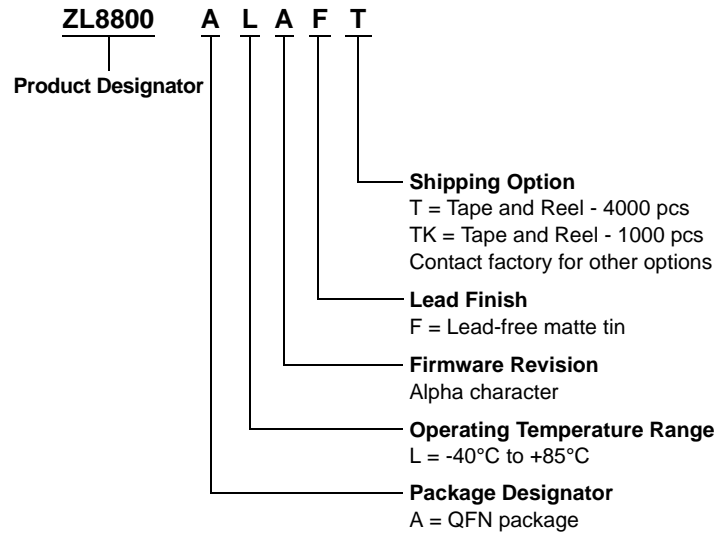 ZL8800 A L A F T
Product Designator
Shipping Option
T = Tape and Reel - 4000 pcs
TK = Tape and Reel - 1000 pcs
Contact factory for other options
Lead Finish
F = Lead-free matte tin
Firmware Revision
Alpha character
Operating Temperature Range
L = -40°C to +85°C
Package Designator
A = QFN package